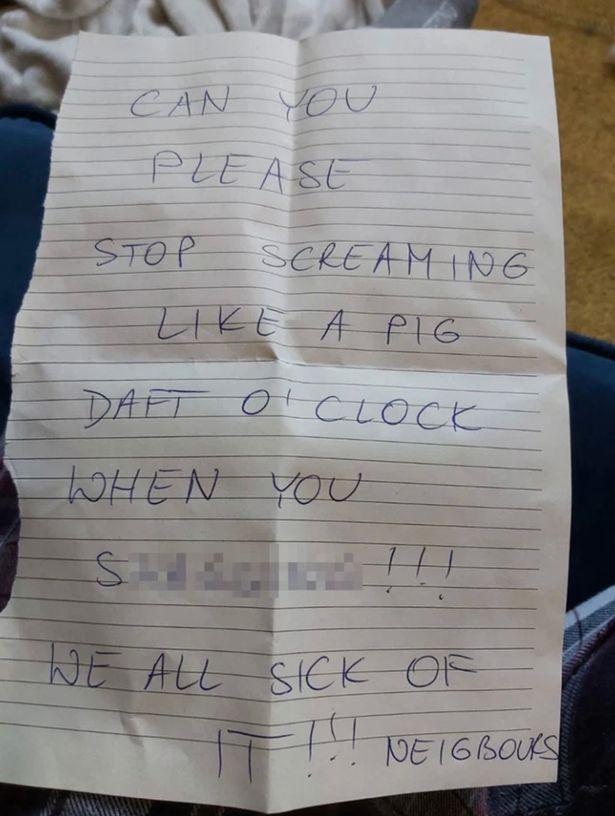 CAN YOU
PLEASE
STOP SCREAMING
LIKE A PIG
DAFT O'CLOCK
WHEN YOU
!!!
WE ALL SICK OF
IT !!! NEIGBOURS